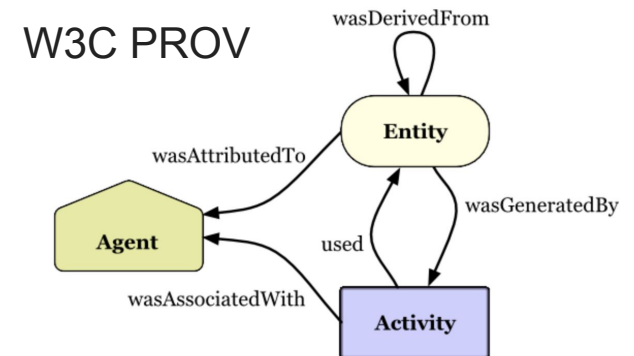 wasDerivedFrom
W3C PROV
Entity
wasAttributedTo
wasGeneratedBy
Agent
used
wasAssociatedWith
Activity